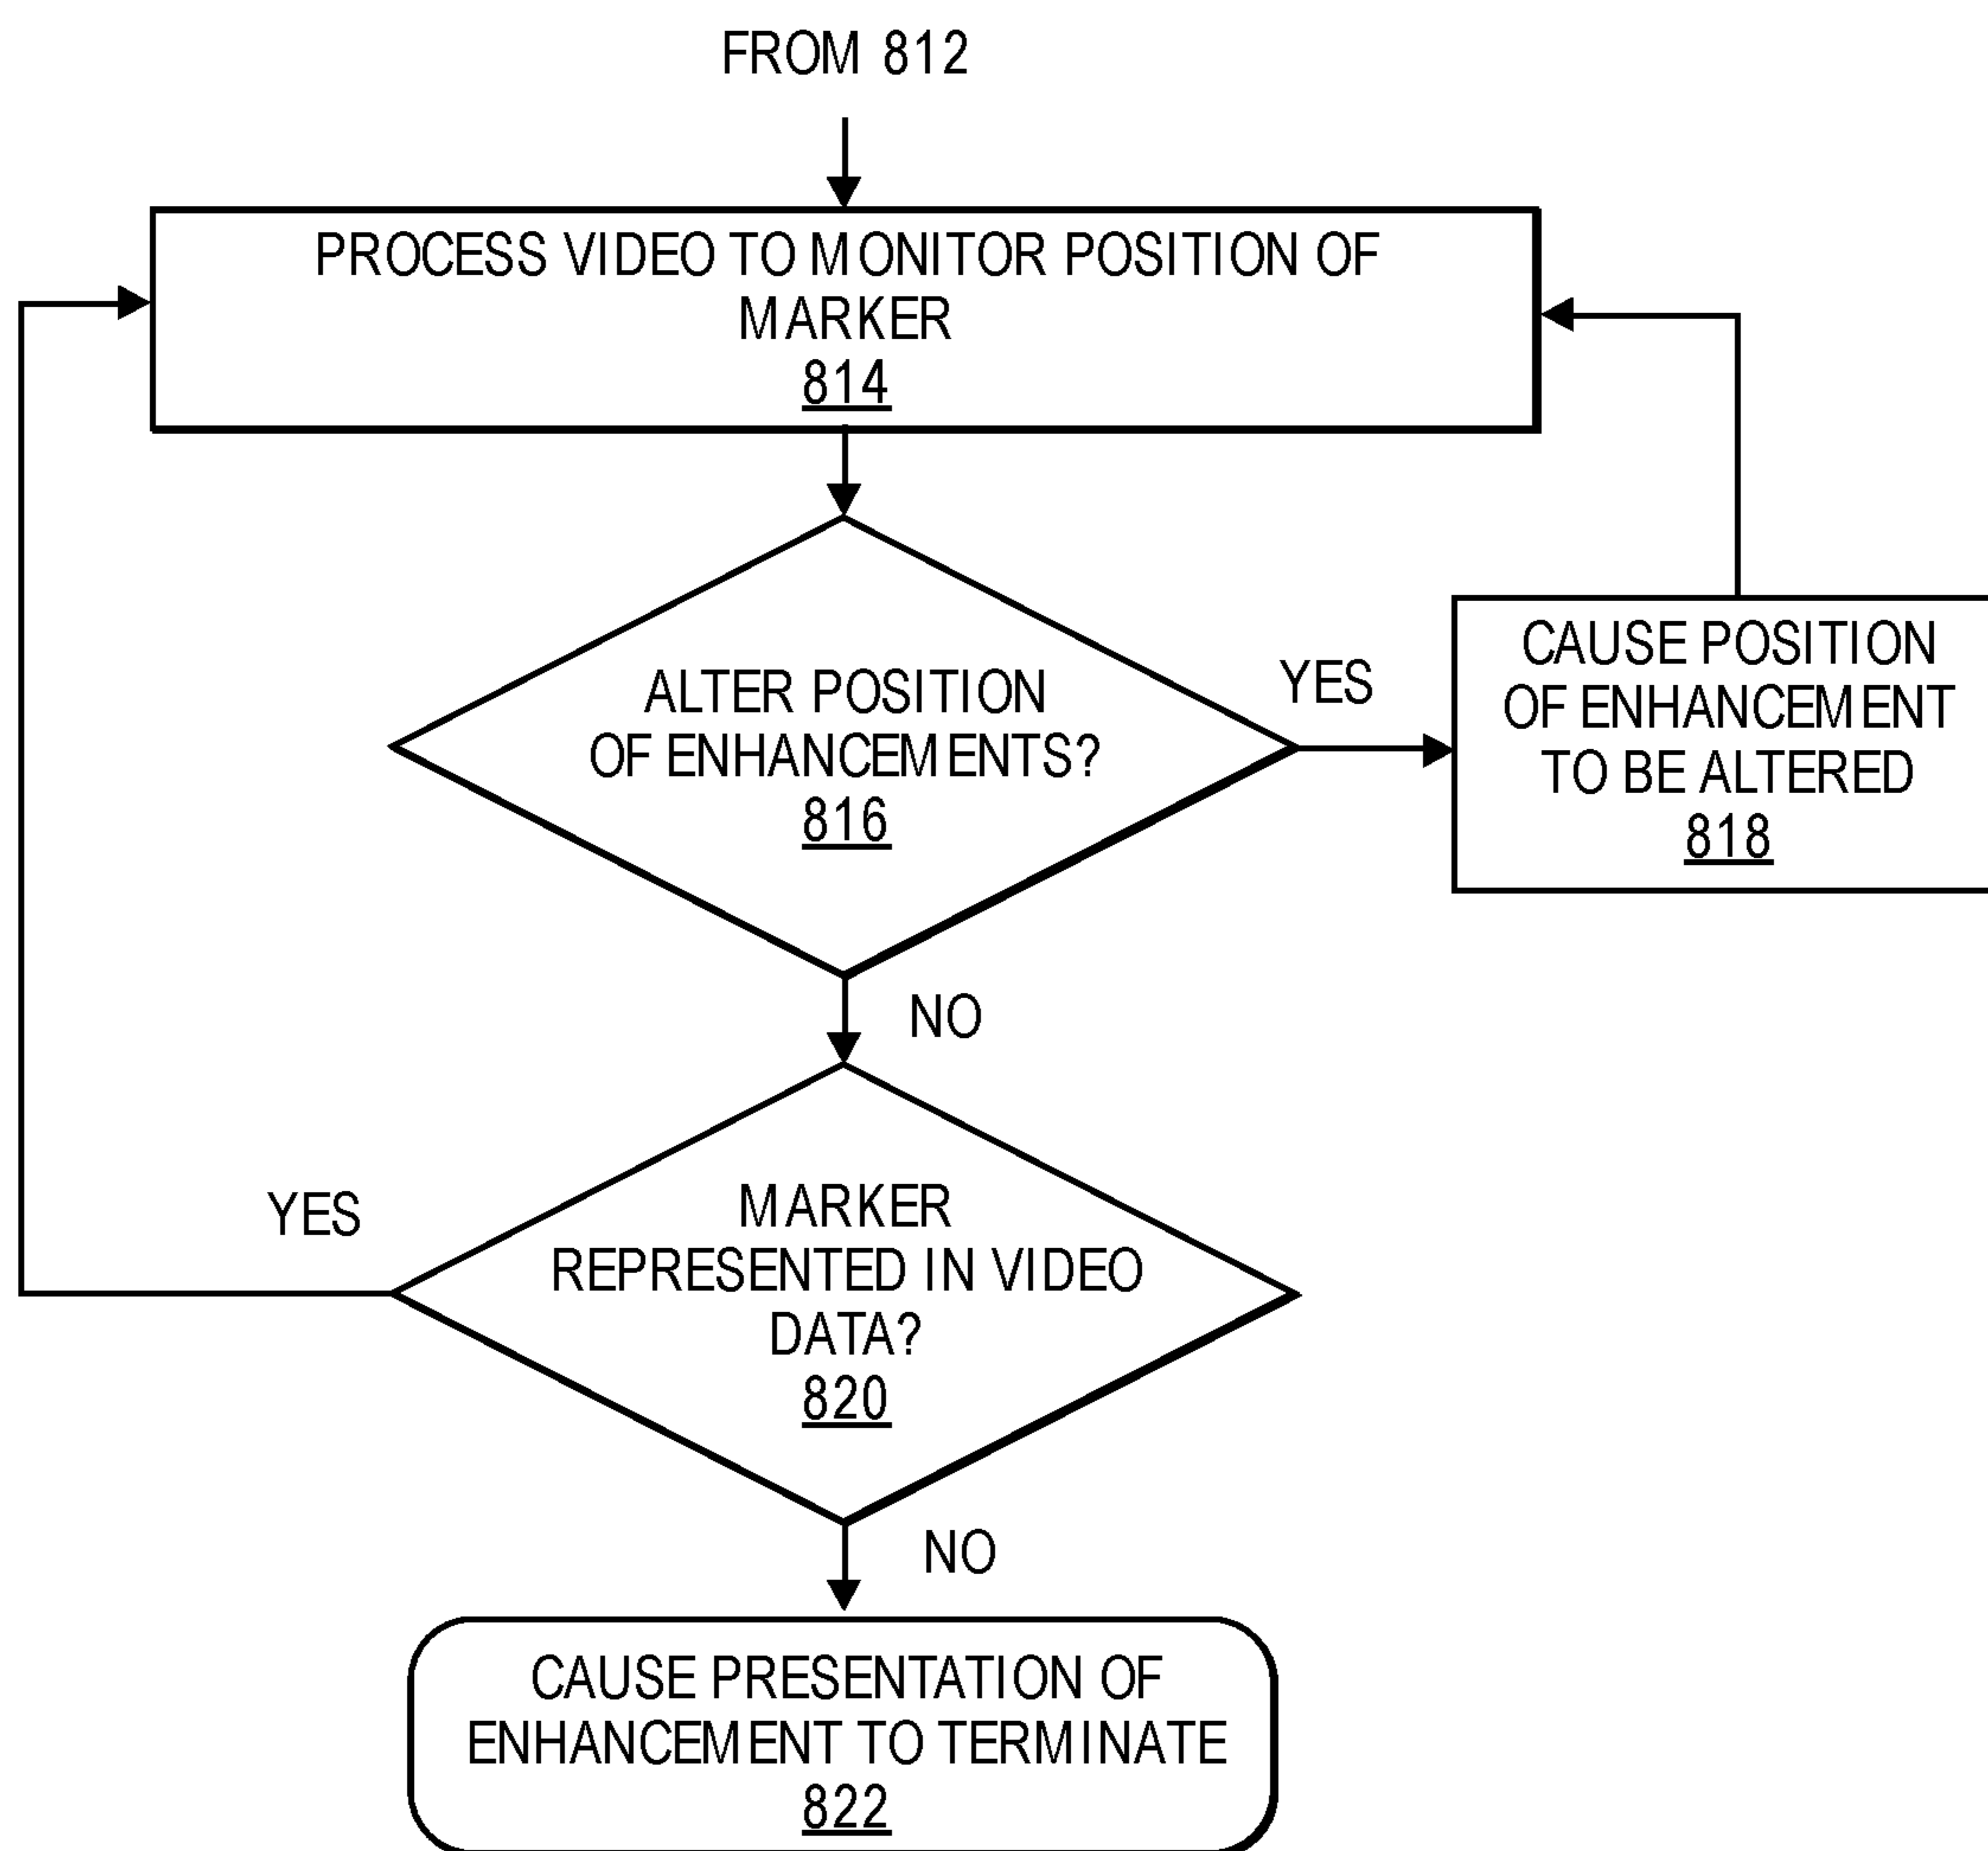 FROM 812
PROCESS VIDEO TO MONITOR POSITION OF
MARKER
814
ALTER POSITION
OF ENHANCEMENTS?
816
YES
CAUSE POSITION
OF ENHANCEMENT
TO BE ALTERED
818
NO
YES
MARKER
REPRESENTED IN VIDEO
DATA?
820
NO
CAUSE PRESENTATION OF
ENHANCEMENT TO TERMINATE
822